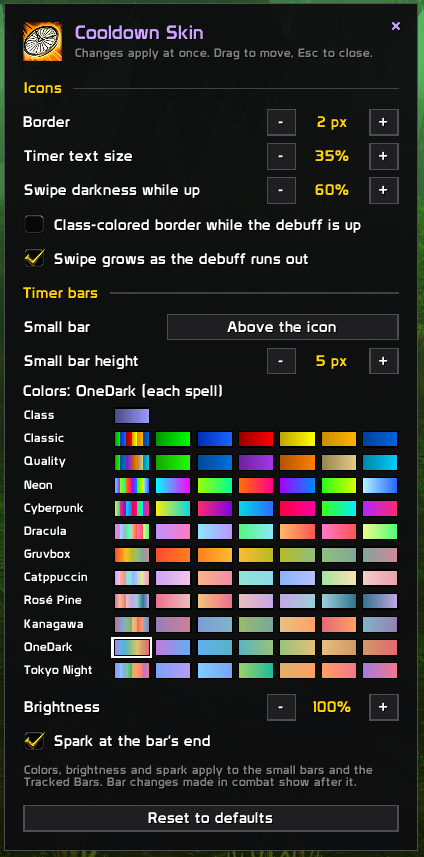 Cooldown Skin
×
Changes apply at once. Drag to move, Esc to close.
Icons
Border - 2 px +
Timer text size - 35% +
Swipe darkness while up - 60% +
Class-colored border while the debuff is up
Swipe grows as the debuff runs out
Timer bars
Small bar Above the icon
Small bar height - 5 px +
Colors: OneDark (each spell)
Class
Classic
Quality
Neon
Cyberpunk
Dracula
Gruvbox
Catppuccin
Rosé Pine
Kanagawa
OneDark
Tokyo Night
Brightness - 100% +
Spark at the bar's end
Colors, brightness and spark apply to the small bars and the
Tracked Bars. Bar changes made in combat show after it.
Reset to defaults